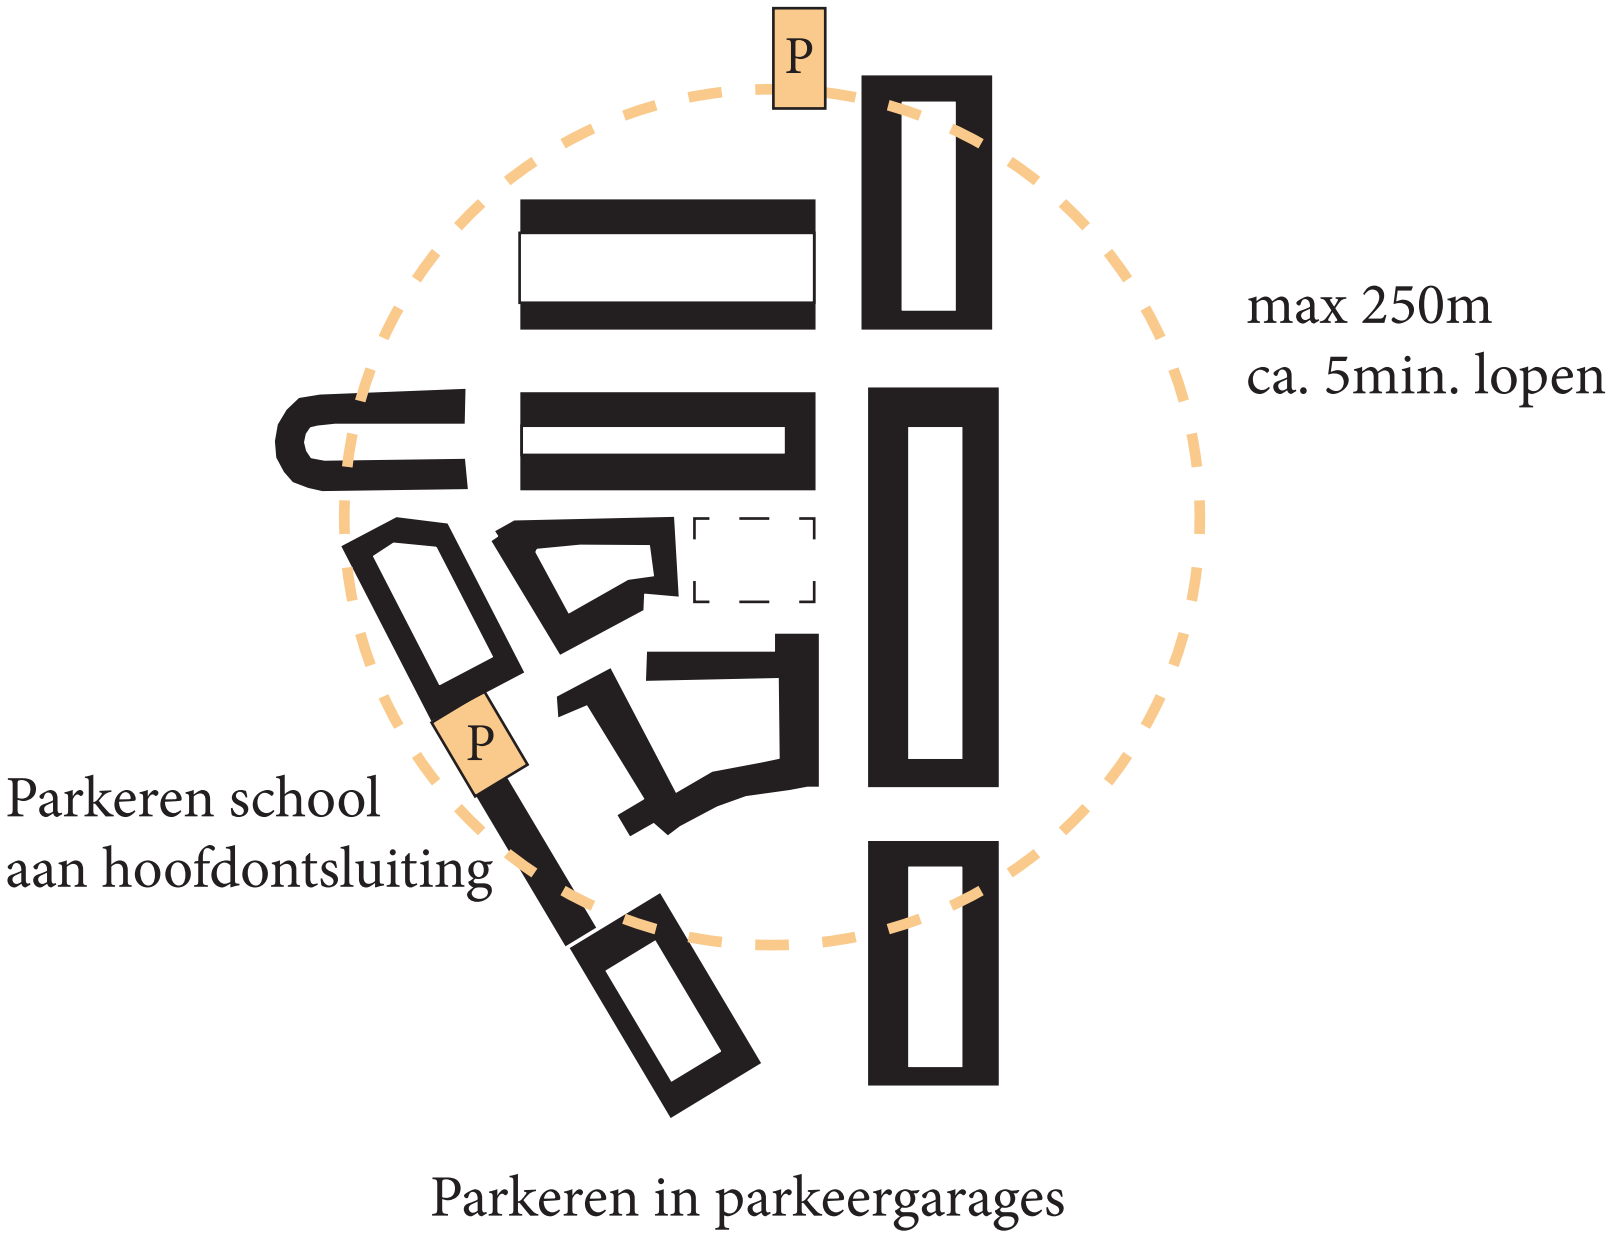 P
max 250m
ca. 5min. lopen
P
Parkeren school
aan hoofdontsluiting
Parkeren in parkeergarages